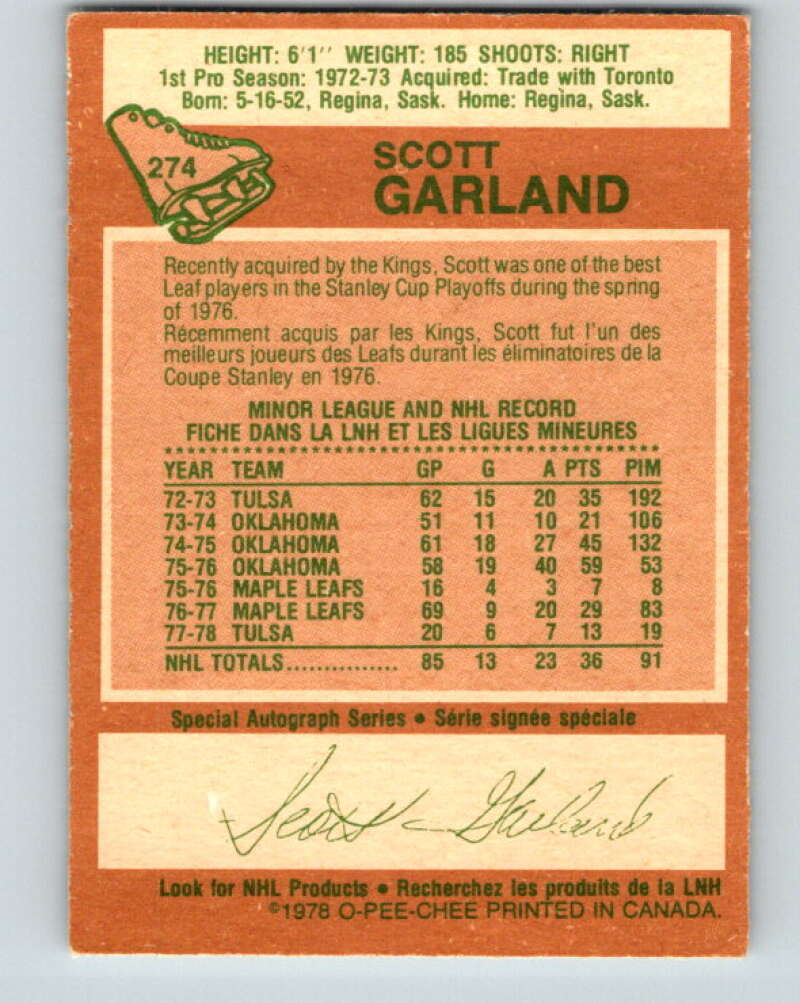 HEIGHT: 6'1'' WEIGHT: 185 SHOOTS: RIGHT
1st Pro Season: 1972-73 Acquired: Trade with Toronto
Born: 5-16-52, Regina, Sask. Home: Regina, Sask.
274
SCOTT
GARLAND
Recently acquired by the Kings, Scott was one of the best
Leaf players in the Stanley Cup Playoffs during the spring
of 1976.
Récemment acquis par les Kings, Scott fut l'un des
meilleurs joueurs des Leafs durant les éliminatoires de la
Coupe Stanley en 1976.
MINOR LEAGUE AND NHL RECORD
FICHE DANS LA LNH ET LES LIGUES MINEURES
YEAR TEAM GP G A PTS PIM
72-73 TULSA 62 15 20 35 192
73-74 OKLAHOMA 51 11 10 21 106
74-75 OKLAHOMA 61 18 27 45 132
75-76 OKLAHOMA 58 19 40 59 53
75-76 MAPLE LEAFS 16 4 3 7 8
76-77 MAPLE LEAFS 69 9 20 29 83
77-78 TULSA 20 6 7 13 19
NHL TOTALS............... 85 13 23 36 91
Special Autograph Series • Série signée spéciale
Scott Garland
Look for NHL Products • Recherchez les produits de la LNH
©1978 O-PEE-CHEE PRINTED IN CANADA.